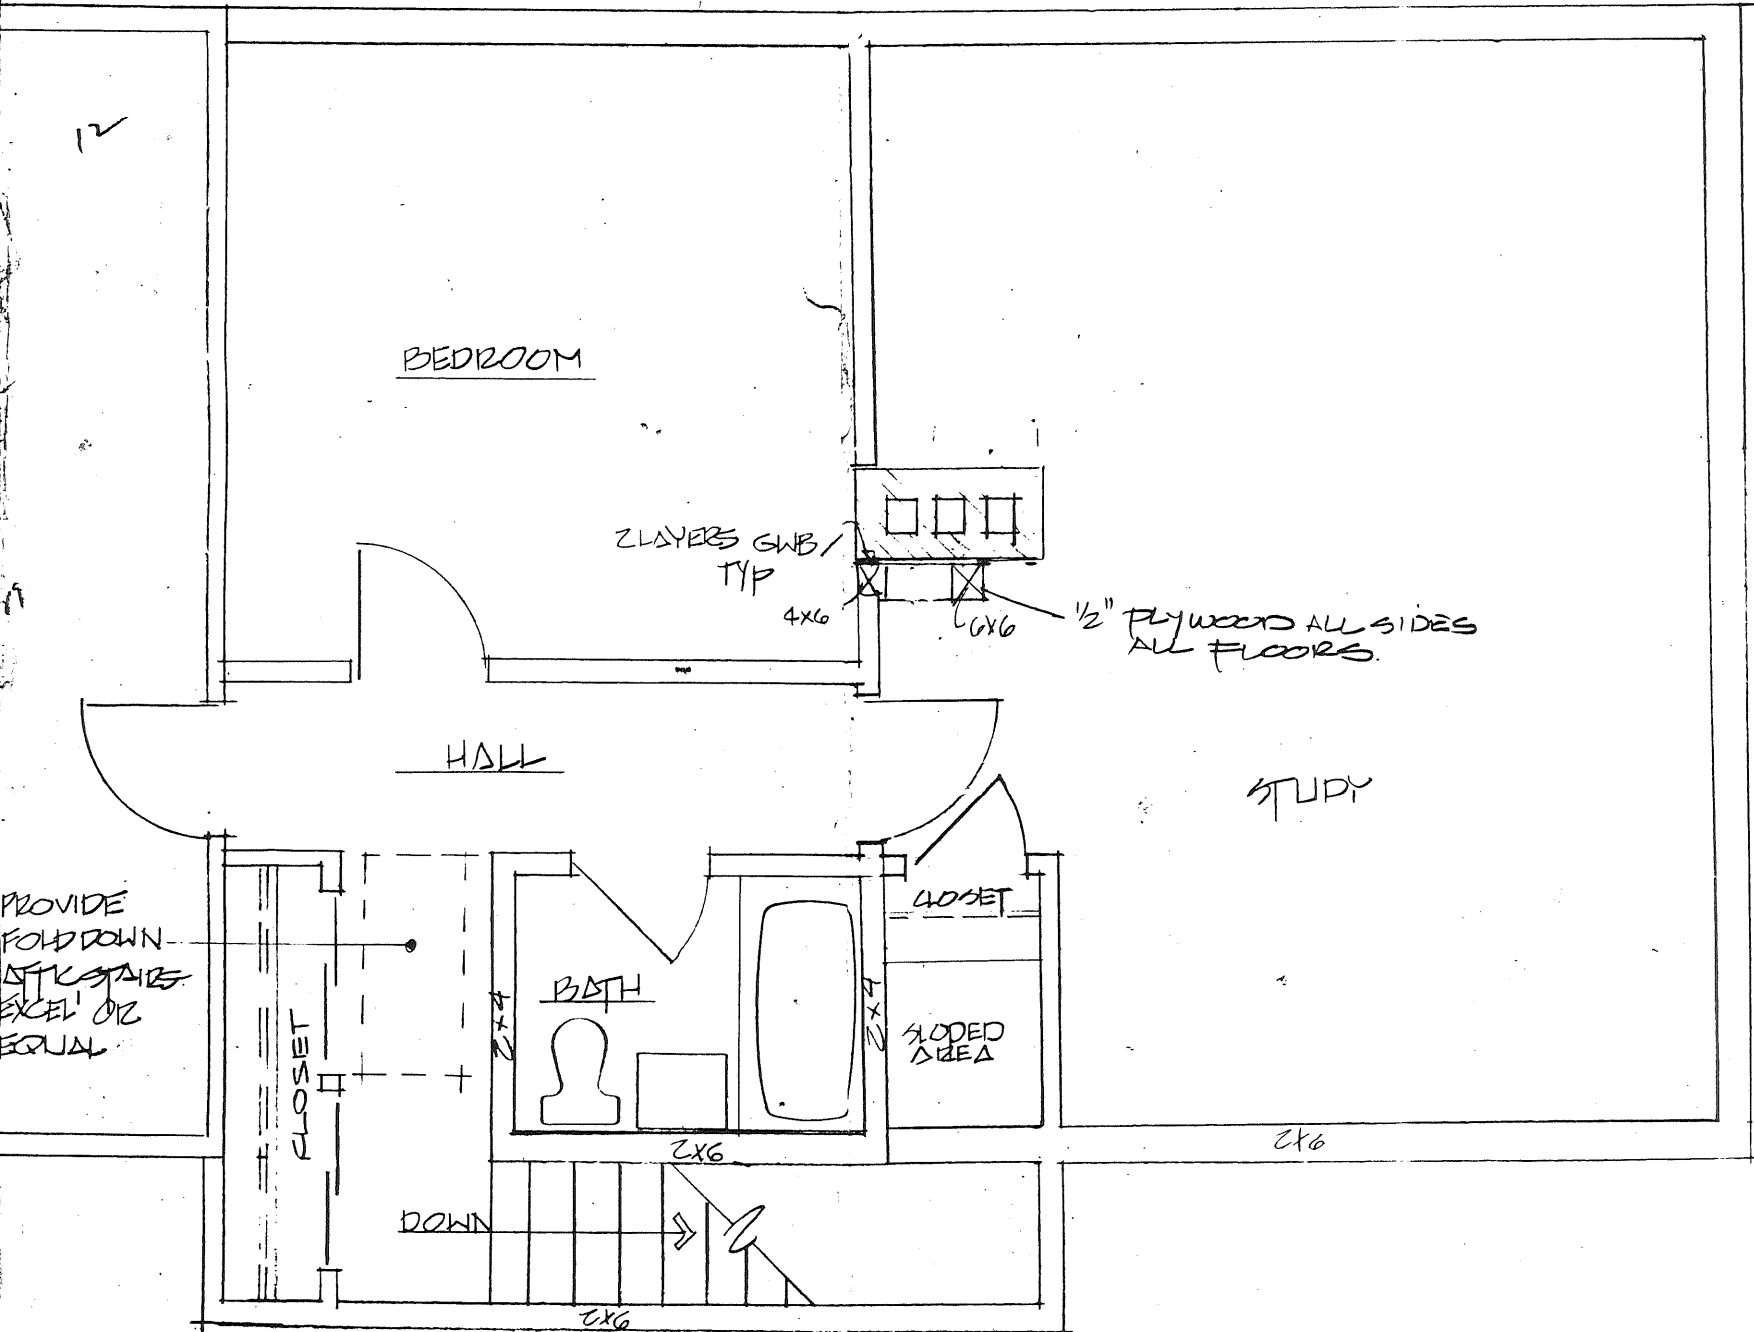 12
BEDROOM
2 LAYERS GWB/
TYP
4x6
6x6
1/2" PLYWOOD ALL SIDES
ALL FLOORS.
HALL
STUDY
PROVIDE
FOLD DOWN
ATTIC STAIRS
EXCEL' OR
EQUAL
CLOSET
2x4
BATH
2x4
CLOSET
SLOPED
AREA
2x6
2x6
DOWN
2x6